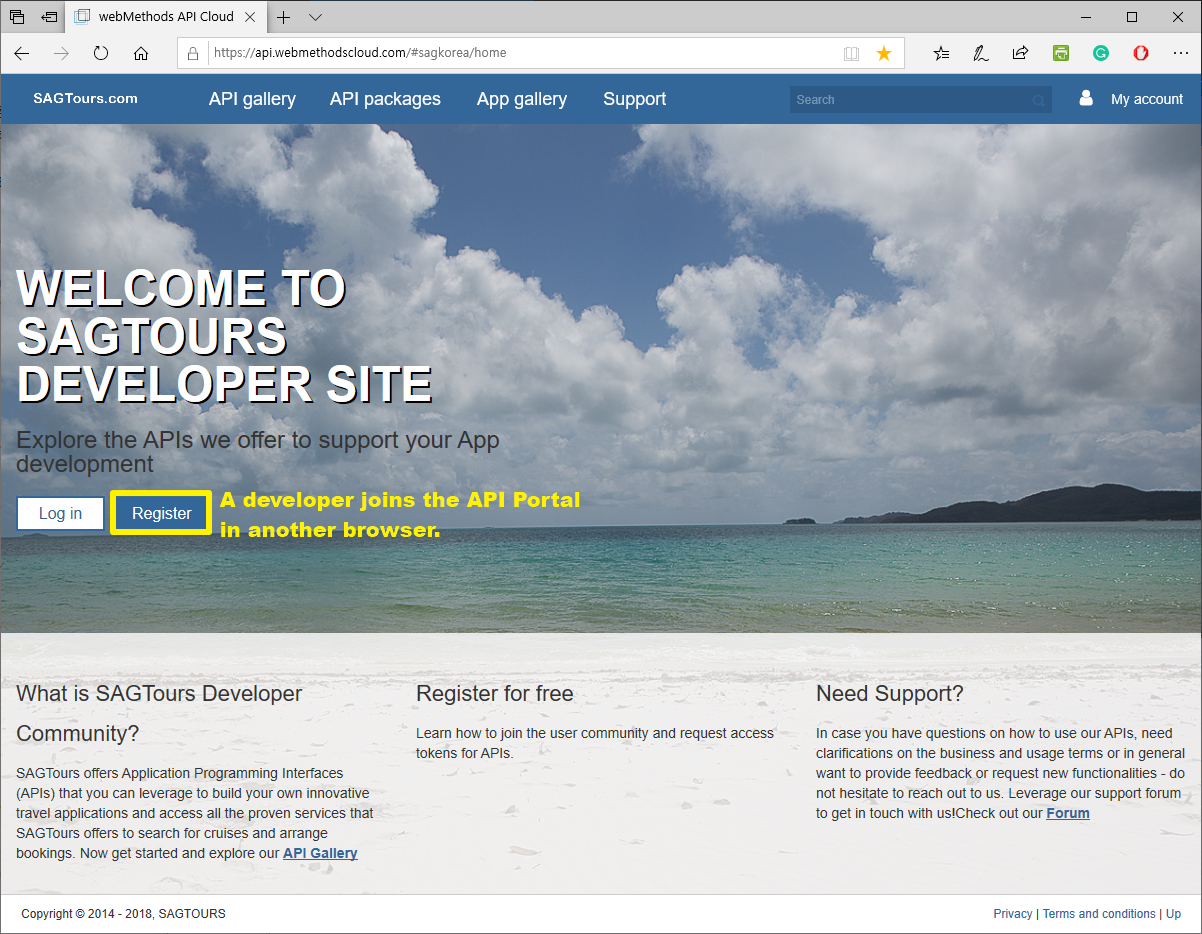 webMethods API Cloud
https://api.webmethodscloud.com/#sagkorea/home
SAGTours.com
API gallery
API packages
App gallery
Support
Search
My account
WELCOME TO
SAGTOURS
DEVELOPER SITE
Explore the APIs we offer to support your App
development
Log in
Register
A developer joins the API Portal
in another browser.
What is SAGTours Developer
Community?
SAGTours offers Application Programming Interfaces
(APIs) that you can leverage to build your own innovative
travel applications and access all the proven services that
SAGTours offers to search for cruises and arrange
bookings. Now get started and explore our API Gallery
Register for free
Learn how to join the user community and request access
tokens for APIs.
Need Support?
In case you have questions on how to use our APIs, need
clarifications on the business and usage terms or in general
want to provide feedback or request new functionalities - do
not hesitate to reach out to us. Leverage our support forum
to get in touch with us!Check out our Forum
Copyright © 2014 - 2018, SAGTOURS
Privacy | Terms and conditions | Up